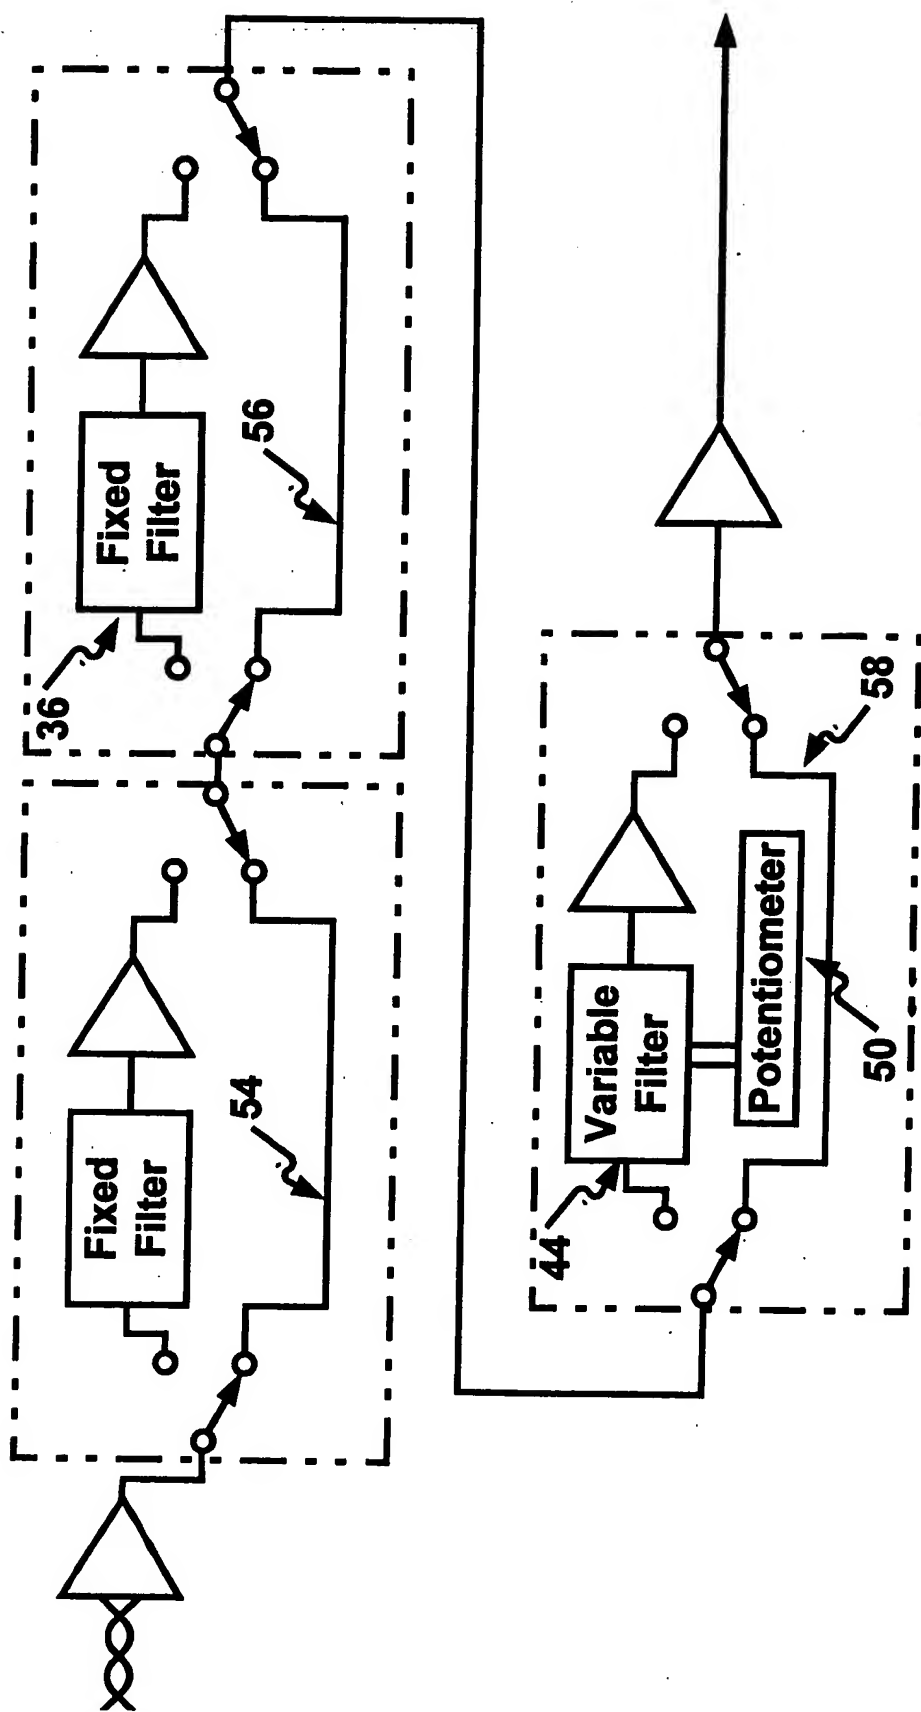 54
Fixed
Filter
36
Fixed
Filter
56
44
Variable
Filter
Potentiometer
50
58